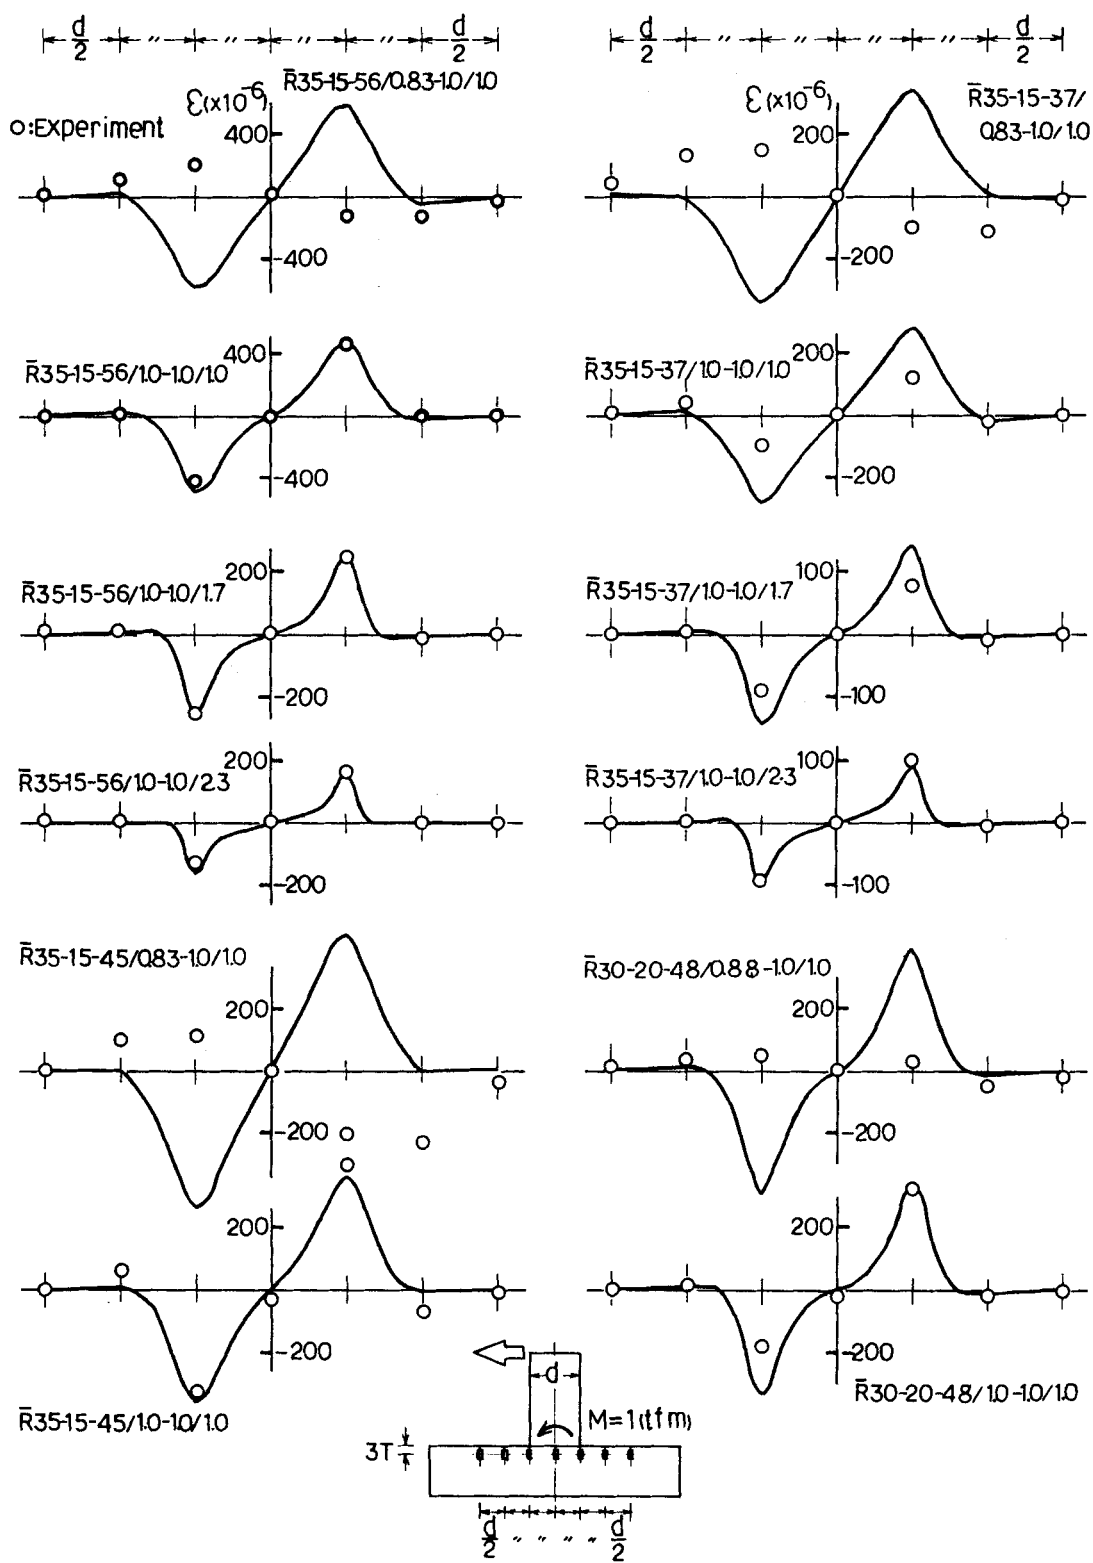 d/2 〃 〃 〃 〃 d/2
d/2 〃 〃 〃 〃 d/2
ε(x10⁻⁶)
R̄35-15-56/0.83-1.0/1.0
o:Experiment
400
-400
ε(x10⁻⁶)
R̄35-15-37/
0.83-1.0/1.0
200
-200
R̄35-15-56/1.0-1.0/1.0
400
-400
R̄35-15-37/1.0-1.0/1.0
200
-200
R̄35-15-56/1.0-1.0/1.7
200
-200
R̄35-15-37/1.0-1.0/1.7
100
-100
R̄35-15-56/1.0-1.0/2.3
200
-200
R̄35-15-37/1.0-1.0/2.3
100
-100
R̄35-15-45/0.83-1.0/1.0
200
-200
R̄30-20-48/0.88-1.0/1.0
200
-200
200
-200
R̄35-15-45/1.0-1.0/1.0
200
-200
R̄30-20-48/1.0-1.0/1.0
d
M=1(tfm)
3T
d/2 〃 〃 〃 〃 d/2